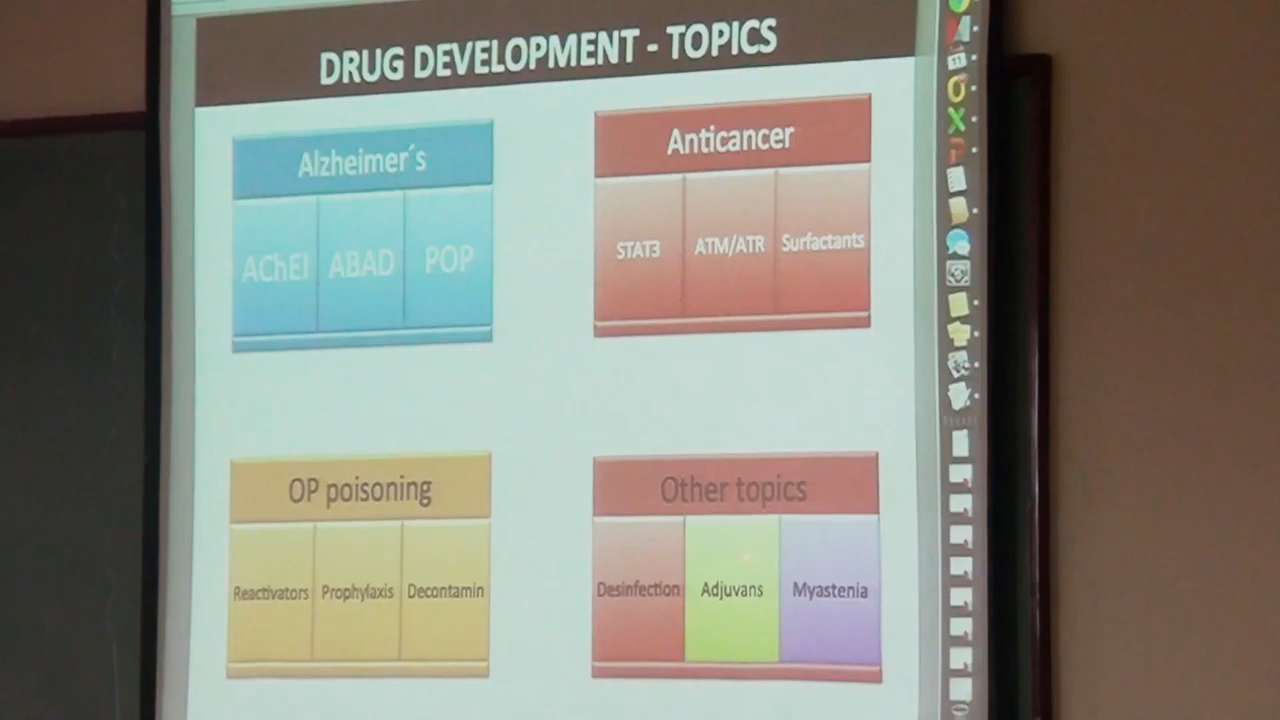 DRUG DEVELOPMENT - TOPICS
Alzheimer´s
AChEI ABAD POP
Anticancer
STAT3 ATM/ATR Surfactants
OP poisoning
Reactivators Prophylaxis Decontamin
Other topics
Desinfection Adjuvans Myastenia